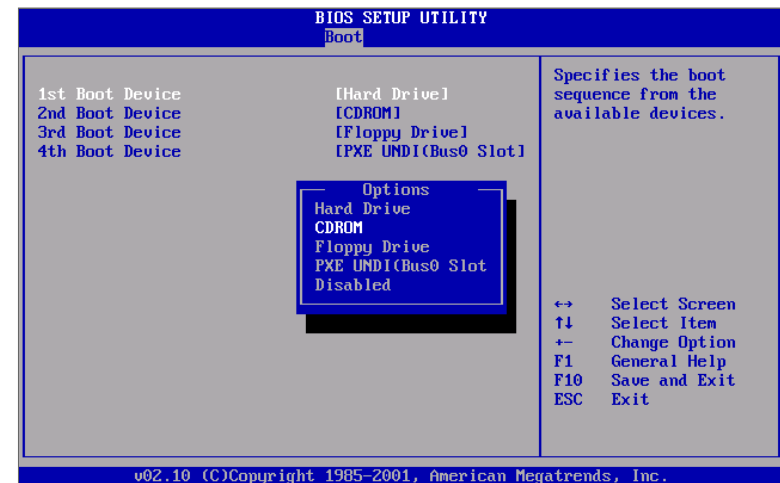 BIOS SETUP UTILITY
Boot
1st Boot Device [Hard Drive]
2nd Boot Device [CDROM]
3rd Boot Device [Floppy Drive]
4th Boot Device [PXE UNDI(Bus0 Slot]
Options
Hard Drive
CDROM
Floppy Drive
PXE UNDI(Bus0 Slot
Disabled
Specifies the boot
sequence from the
available devices.
←→ Select Screen
↑↓ Select Item
+- Change Option
F1 General Help
F10 Save and Exit
ESC Exit
v02.10 (C)Copyright 1985-2001, American Megatrends, Inc.